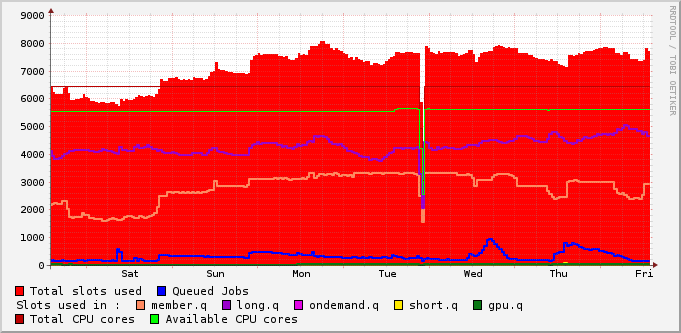 9000
8000
7000
6000
5000
4000
3000
2000
1000
0
Sat Sun Mon Tue Wed Thu Fri
RRDTOOL / TOBI OETIKER
Total slots used Queued Jobs
Slots used in : member.q long.q ondemand.q short.q gpu.q
Total CPU cores Available CPU cores